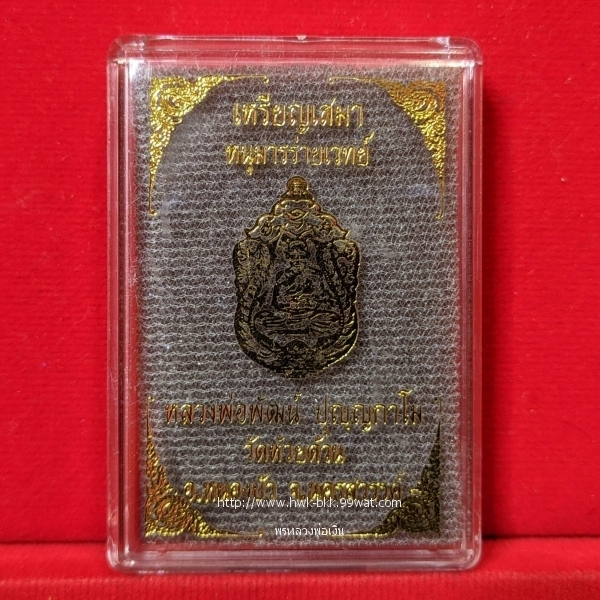 เหรียญเสมา
หนุมารร่ายเวทย์
หลวงพ่อพัฒน์ ปุญฺญกาโม
วัดห้วยด้วน
อ.หนองบัว จ.นครสวรรค์
http://www.hwk-bkk.99wat.com
พรหลวงพ่อเงิน